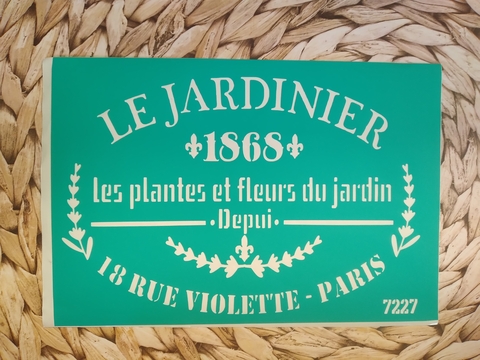 LE JARDINIER
1868
les plantes et fleurs du jardin
Depui
18 RUE VIOLETTE - PARIS
7227